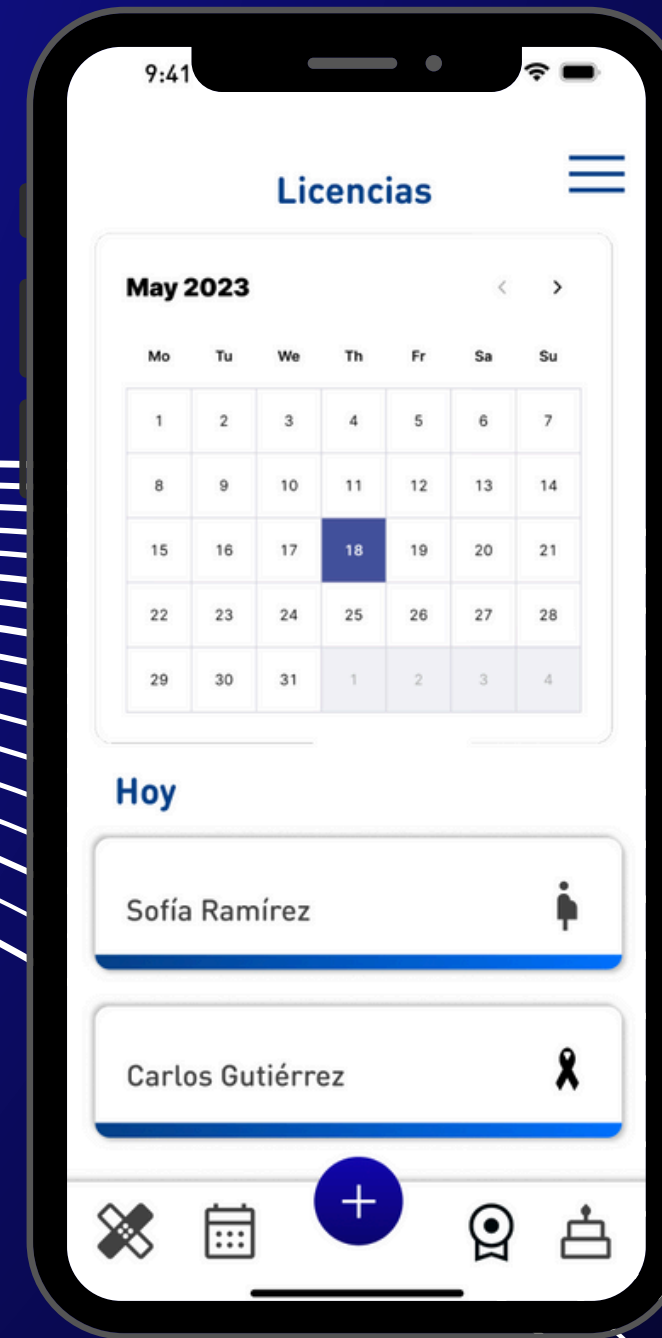 9:41
Licencias
May 2023
Mo Tu We Th Fr Sa Su
1 2 3 4 5 6 7
8 9 10 11 12 13 14
15 16 17 18 19 20 21
22 23 24 25 26 27 28
29 30 31 1 2 3 4
Hoy
Sofía Ramírez
Carlos Gutiérrez